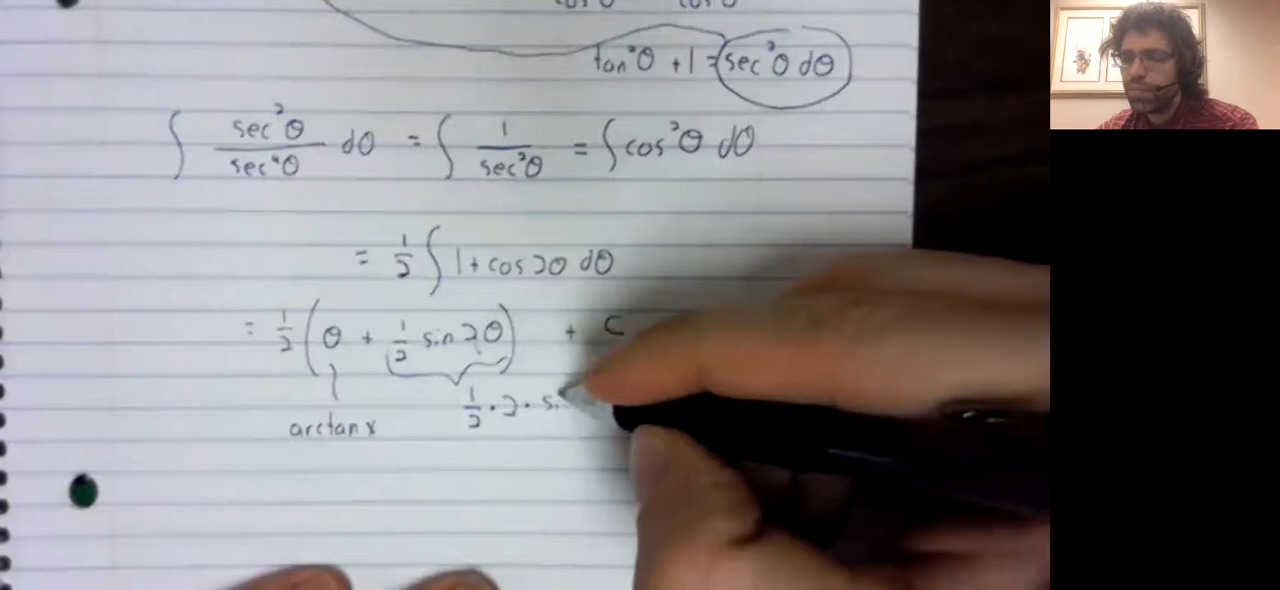 tan²θ + 1 = sec²θ dθ
∫ sec²θ / sec⁴θ dθ = ∫ 1 / sec²θ = ∫ cos²θ dθ
= 1/2 ∫ 1 + cos 2θ dθ
= 1/2 ( θ + 1/2 sin 2θ ) + C
1/2 · 2 · si
arctan x